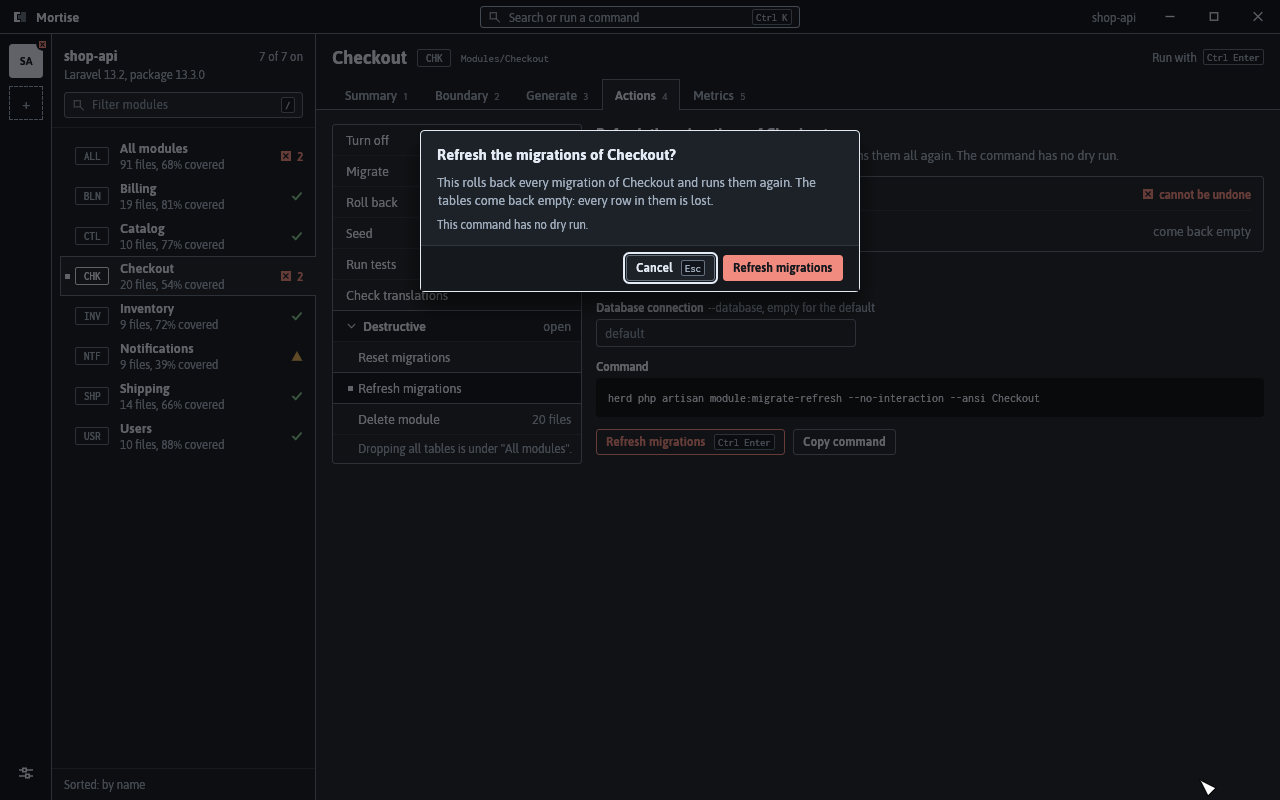 Mortise
Search or run a command
Ctrl K
shop-api
SA
+
shop-api
7 of 7 on
Laravel 13.2, package 13.3.0
Filter modules
/
ALL
All modules
91 files, 68% covered
2
BLN
Billing
19 files, 81% covered
CTL
Catalog
10 files, 77% covered
CHK
Checkout
20 files, 54% covered
2
INV
Inventory
9 files, 72% covered
NTF
Notifications
9 files, 39% covered
SHP
Shipping
14 files, 66% covered
USR
Users
10 files, 88% covered
Sorted: by name
Checkout
CHK
Modules/Checkout
Run with
Ctrl Enter
Summary 1
Boundary 2
Generate 3
Actions 4
Metrics 5
Turn off
Migrate
Roll back
Seed
Run tests
Check translations
Destructive
open
Reset migrations
Refresh migrations
Delete module
20 files
Dropping all tables is under "All modules".
Refresh the migrations of Checkout?
This rolls back every migration of Checkout and runs them again. The
tables come back empty: every row in them is lost.
This command has no dry run.
Cancel
Esc
Refresh migrations
them all again. The command has no dry run.
cannot be undone
come back empty
Database connection --database, empty for the default
default
Command
herd php artisan module:migrate-refresh --no-interaction --ansi Checkout
Refresh migrations
Ctrl Enter
Copy command